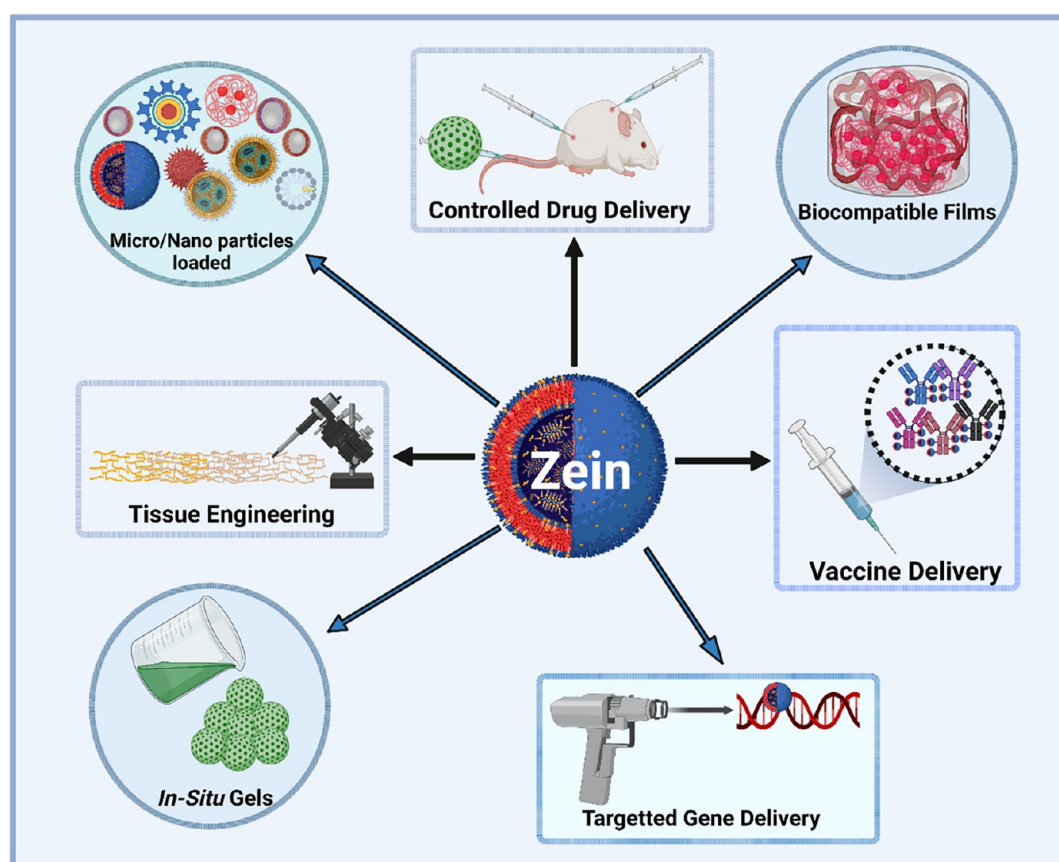 Micro/Nano particles
loaded
Controlled Drug Delivery
Biocompatible Films
Tissue Engineering
Zein
Vaccine Delivery
In-Situ Gels
Targetted Gene Delivery